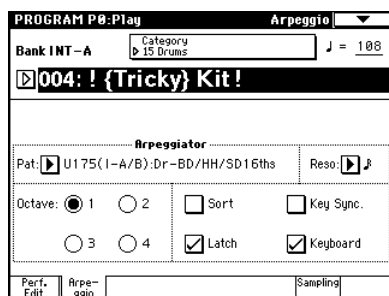 PROGRAM P0:Play Arpeggio
Category
Bank INT-A 15 Drums ♩ = 108
004: ! {Tricky} Kit !
Arpeggiator
Pat: U175(I-A/B):Dr-BD/HH/SD16ths Reso: ♪
Octave: 1 2 Sort Key Sync.
3 4 Latch Keyboard
Perf. Edit Arpe-ggio Sampling